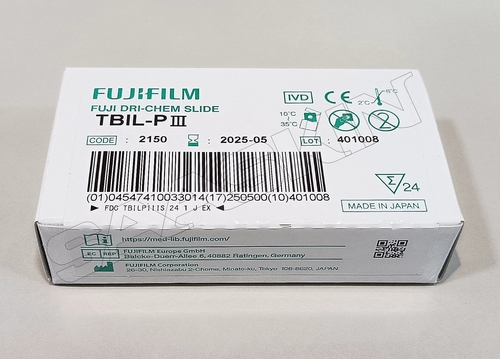 FUJIFILM
FUJI DRI-CHEM SLIDE
TBIL-P III
IVD CE 2°C 8°C
10°C 35°C
CODE : 2150 2025-05 LOT : 401008
Σ 24
(01)04547410033014(17)250500(10)401008
FDC TBILPIIIS 24 1 J EX
MADE IN JAPAN
https://med-lib.fujifilm.com/
EC REP FUJIFILM Europe GmbH
Balcke-Duerr-Allee 6, 40882 Ratingen, Germany
FUJIFILM Corporation
26-30, Nishiazabu 2-Chome, Minato-ku, Tokyo 106-8620, JAPAN